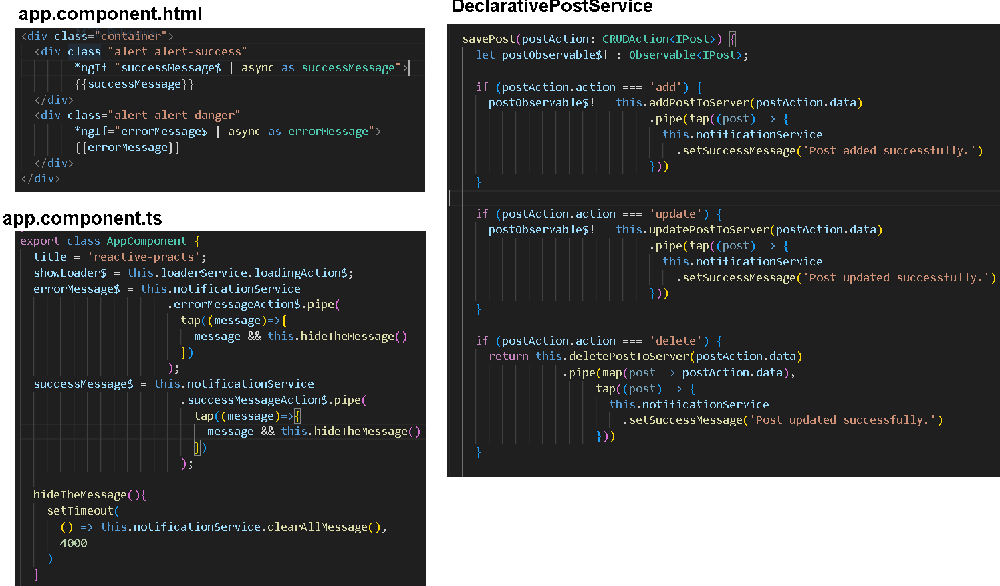 app.component.html
<div class="container">
<div class="alert alert-success"
*ngIf="successMessage$ | async as successMessage">
{{successMessage}}
</div>
<div class="alert alert-danger"
*ngIf="errorMessage$ | async as errorMessage">
{{errorMessage}}
</div>
</div>
app.component.ts
export class AppComponent {
title = 'reactive-practs';
showLoader$ = this.loaderService.loadingAction$;
errorMessage$ = this.notificationService
.errorMessageAction$.pipe(
tap((message)=>{
message && this.hideTheMessage()
})
);
successMessage$ = this.notificationService
.successMessageAction$.pipe(
tap((message)=>{
message && this.hideTheMessage()
})
);
hideTheMessage(){
setTimeout(
() => this.notificationService.clearAllMessage(),
4000
)
}
DeclarativePostService
savePost(postAction: CRUDAction<IPost>) {
let postObservable$! : Observable<IPost>;
if (postAction.action === 'add') {
postObservable$! = this.addPostToServer(postAction.data)
.pipe(tap((post) => {
this.notificationService
.setSuccessMessage('Post added successfully.')
}))
}
if (postAction.action === 'update') {
postObservable$! = this.updatePostToServer(postAction.data)
.pipe(tap((post) => {
this.notificationService
.setSuccessMessage('Post updated successfully.')
}))
}
if (postAction.action === 'delete') {
return this.deletePostToServer(postAction.data)
.pipe(map(post => postAction.data),
tap((post) => {
this.notificationService
.setSuccessMessage('Post updated successfully.')
}))
}